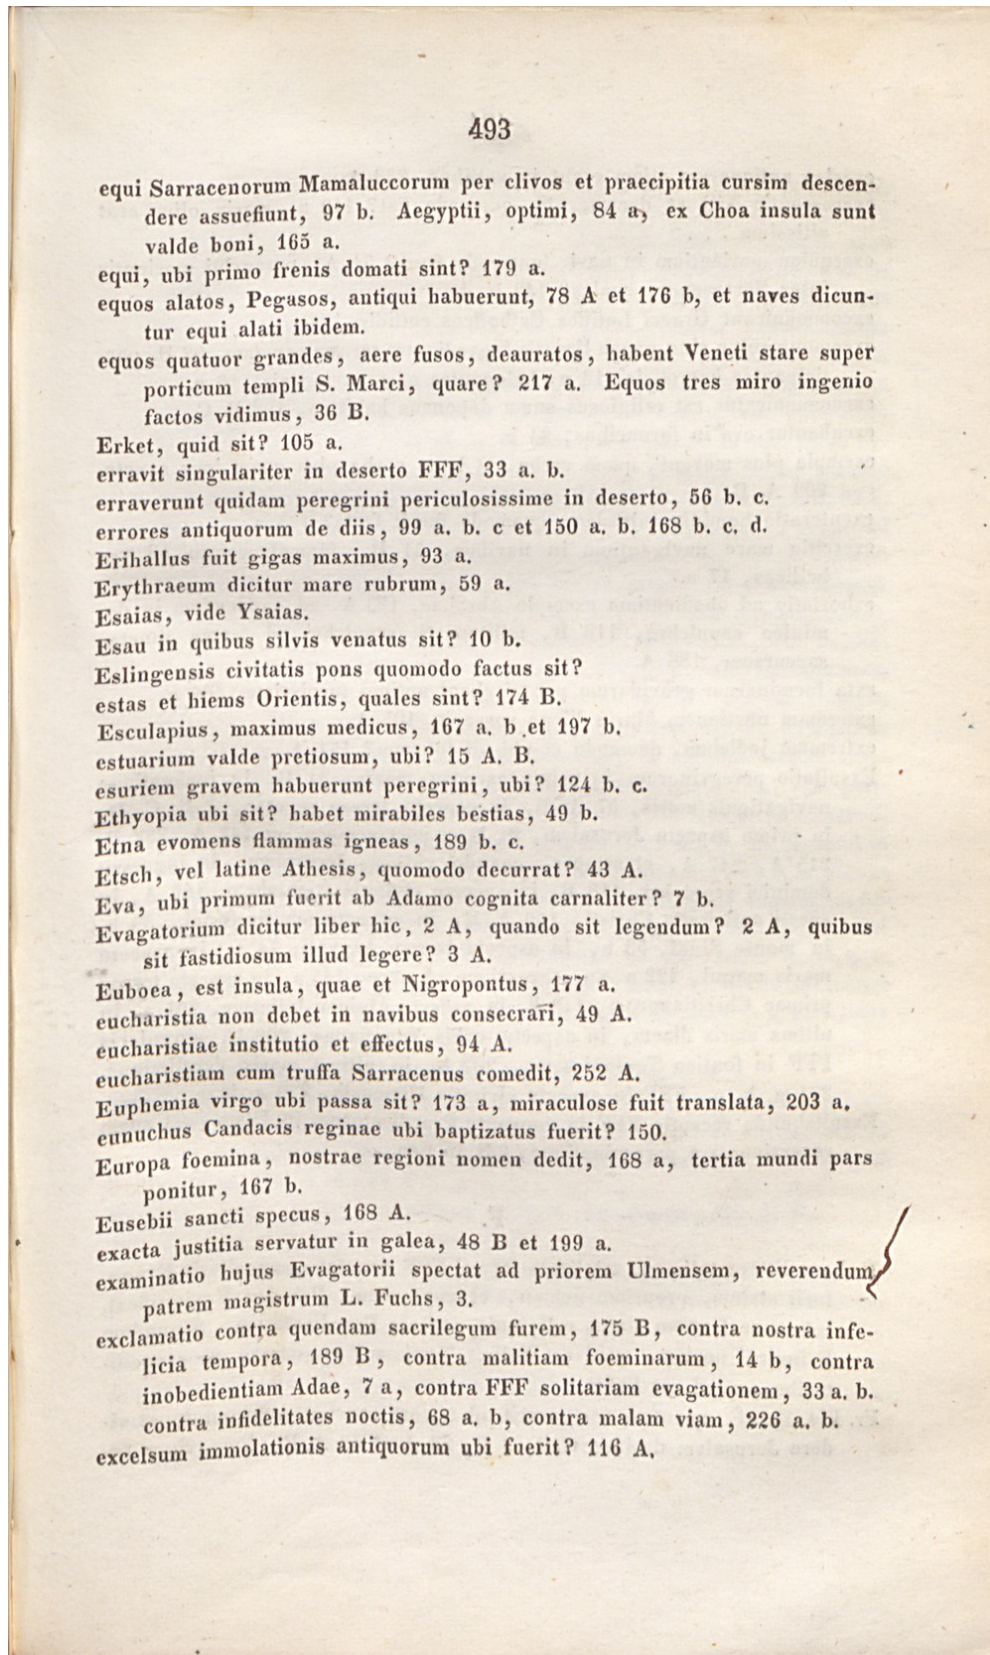 493
equi Sarracenorum Mamaluccorum per clivos et praecipitia cursim descen-
dere assuefiunt, 97 b. Aegyptii, optimi, 84 a, ex Choa insula sunt
valde boni, 165 a.
equi, ubi primo frenis domati sint? 179 a.
equos alatos, Pegasos, antiqui habuerunt, 78 A et 176 b, et naves dicun-
tur equi alati ibidem.
equos quatuor grandes, aere fusos, deauratos, habent Veneti stare super
porticum templi S. Marci, quare? 217 a. Equos tres miro ingenio
factos vidimus, 36 B.
Erket, quid sit? 105 a.
erravit singulariter in deserto FFF, 33 a. b.
erraverunt quidam peregrini periculosissime in deserto, 56 b. c.
errores antiquorum de diis, 99 a. b. c et 150 a. b. 168 b. c. d.
Erihallus fuit gigas maximus, 93 a.
Erythraeum dicitur mare rubrum, 59 a.
Esaias, vide Ysaias.
Esau in quibus silvis venatus sit? 10 b.
Eslingensis civitatis pons quomodo factus sit?
estas et hiems Orientis, quales sint? 174 B.
Esculapius, maximus medicus, 167 a. b et 197 b.
estuarium valde pretiosum, ubi? 15 A. B.
esuriem gravem habuerunt peregrini, ubi? 124 b. c.
Ethyopia ubi sit? habet mirabiles bestias, 49 b.
Etna evomens flammas igneas, 189 b. c.
Etsch, vel latine Athesis, quomodo decurrat? 43 A.
Eva, ubi primum fuerit ab Adamo cognita carnaliter? 7 b.
Evagatorium dicitur liber hic, 2 A, quando sit legendum? 2 A, quibus
sit fastidiosum illud legere? 3 A.
Euboea, est insula, quae et Nigropontus, 177 a.
eucharistia non debet in navibus consecrari, 49 A.
eucharistiae institutio et effectus, 94 A.
eucharistiam cum truffa Sarracenus comedit, 252 A.
Euphemia virgo ubi passa sit? 173 a, miraculose fuit translata, 203 a.
eunuchus Candacis reginae ubi baptizatus fuerit? 150.
Europa foemina, nostrae regioni nomen dedit, 168 a, tertia mundi pars
ponitur, 167 b.
Eusebii sancti specus, 168 A.
exacta justitia servatur in galea, 48 B et 199 a.
examinatio hujus Evagatorii spectat ad priorem Ulmensem, reverendum
patrem magistrum L. Fuchs, 3.
exclamatio contra quendam sacrilegum furem, 175 B, contra nostra infe-
licia tempora, 189 B, contra malitiam foeminarum, 14 b, contra
inobedientiam Adae, 7 a, contra FFF solitariam evagationem, 33 a. b.
contra infidelitates noctis, 68 a. b, contra malam viam, 226 a. b.
excelsum immolationis antiquorum ubi fuerit? 116 A.